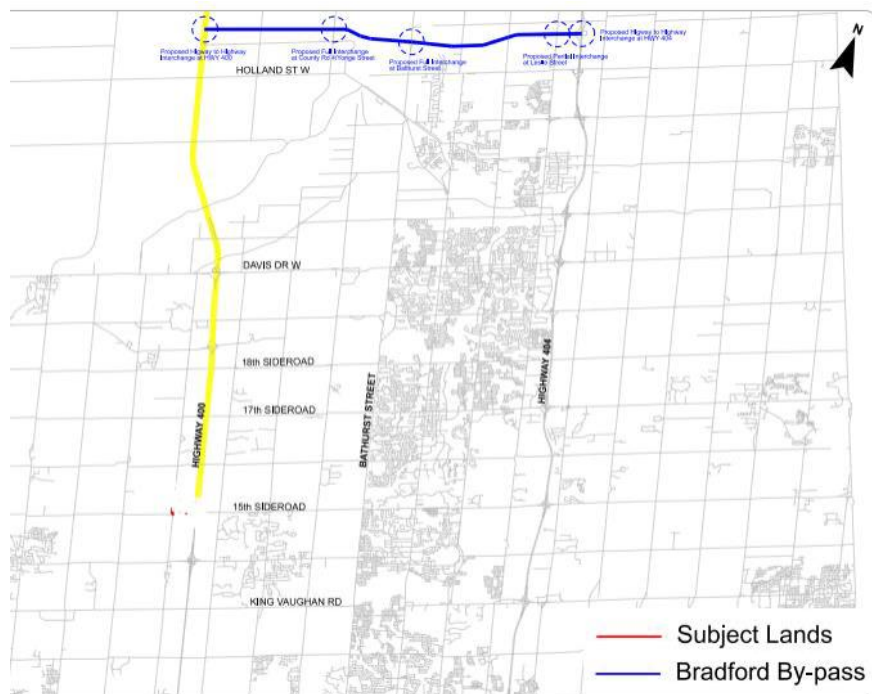 N
Proposed Higway to Highway
Interchange at HWY 400
Proposed Full Interchange
at County Rd 4/Yonge Street
Proposed Full Interchange
at Bathurst Street
Proposed Partial Interchange
at Leslie Street
Proposed Higway to Highway
Interchange at HWY 404
HOLLAND ST W
DAVIS DR W
18th SIDEROAD
17th SIDEROAD
15th SIDEROAD
KING VAUGHAN RD
HIGHWAY 400
BATHURST STREET
HIGHWAY 404
Subject Lands
Bradford By-pass